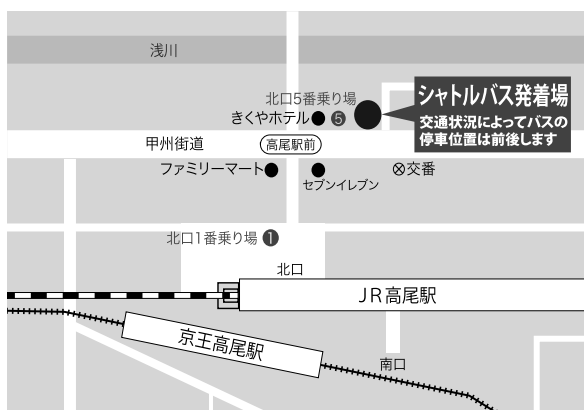 浅川
北口5番乗り場
きくやホテル ❺
シャトルバス発着場
交通状況によってバスの
停車位置は前後します
甲州街道
高尾駅前
ファミリーマート
セブンイレブン
交番
北口1番乗り場 ❶
北口
JR高尾駅
京王高尾駅
南口